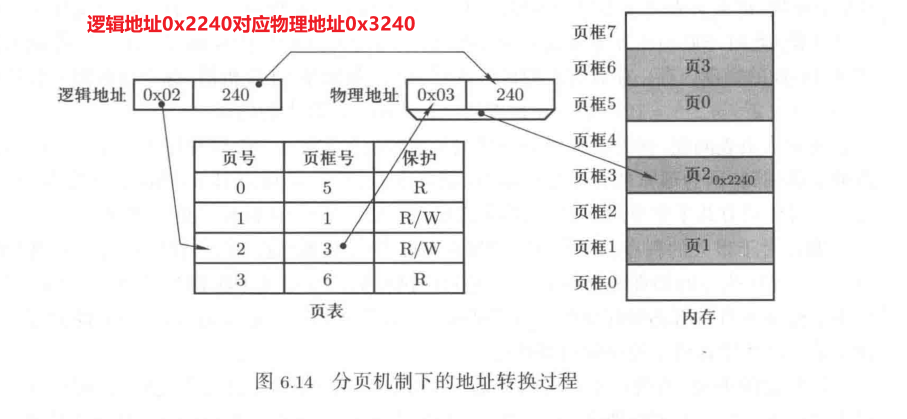 逻辑地址0x2240对应物理地址0x3240
逻辑地址 0x02 240
物理地址 0x03 240
页号 页框号 保护
0 5 R
1 1 R/W
2 3 R/W
3 6 R
页表
页框7
页框6 页3
页框5 页0
页框4
页框3 页2 0x2240
页框2
页框1 页1
页框0
内存
图 6.14 分页机制下的地址转换过程